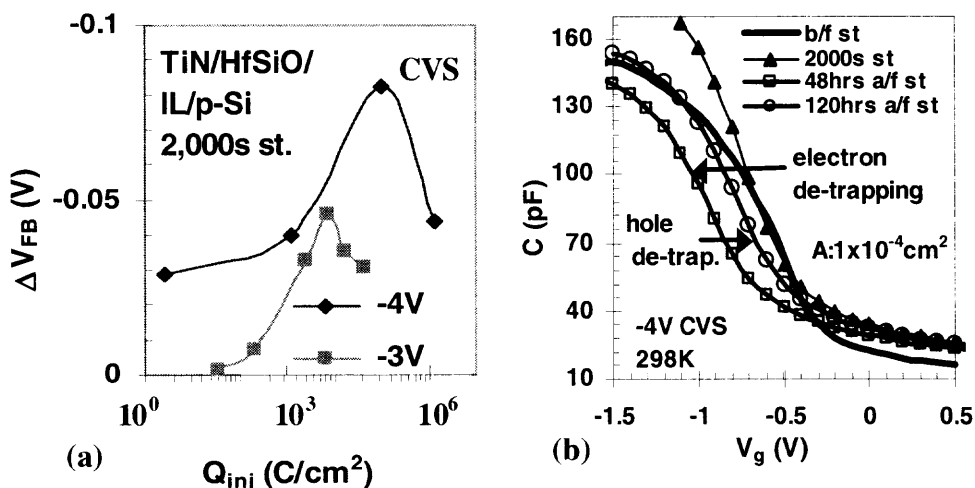 -0.1
TiN/HfSiO/
IL/p-Si
2,000s st.
CVS
-0.05
ΔV_FB (V)
-4V
-3V
0
10^0
10^3
10^6
(a)
Q_inj (C/cm^2)
160
130
100
70
40
10
C (pF)
b/f st
2000s st
48hrs a/f st
120hrs a/f st
electron
de-trapping
hole
de-trap.
A:1x10^-4cm^2
-4V CVS
298K
-1.5
-1
-0.5
0
0.5
(b)
V_g (V)